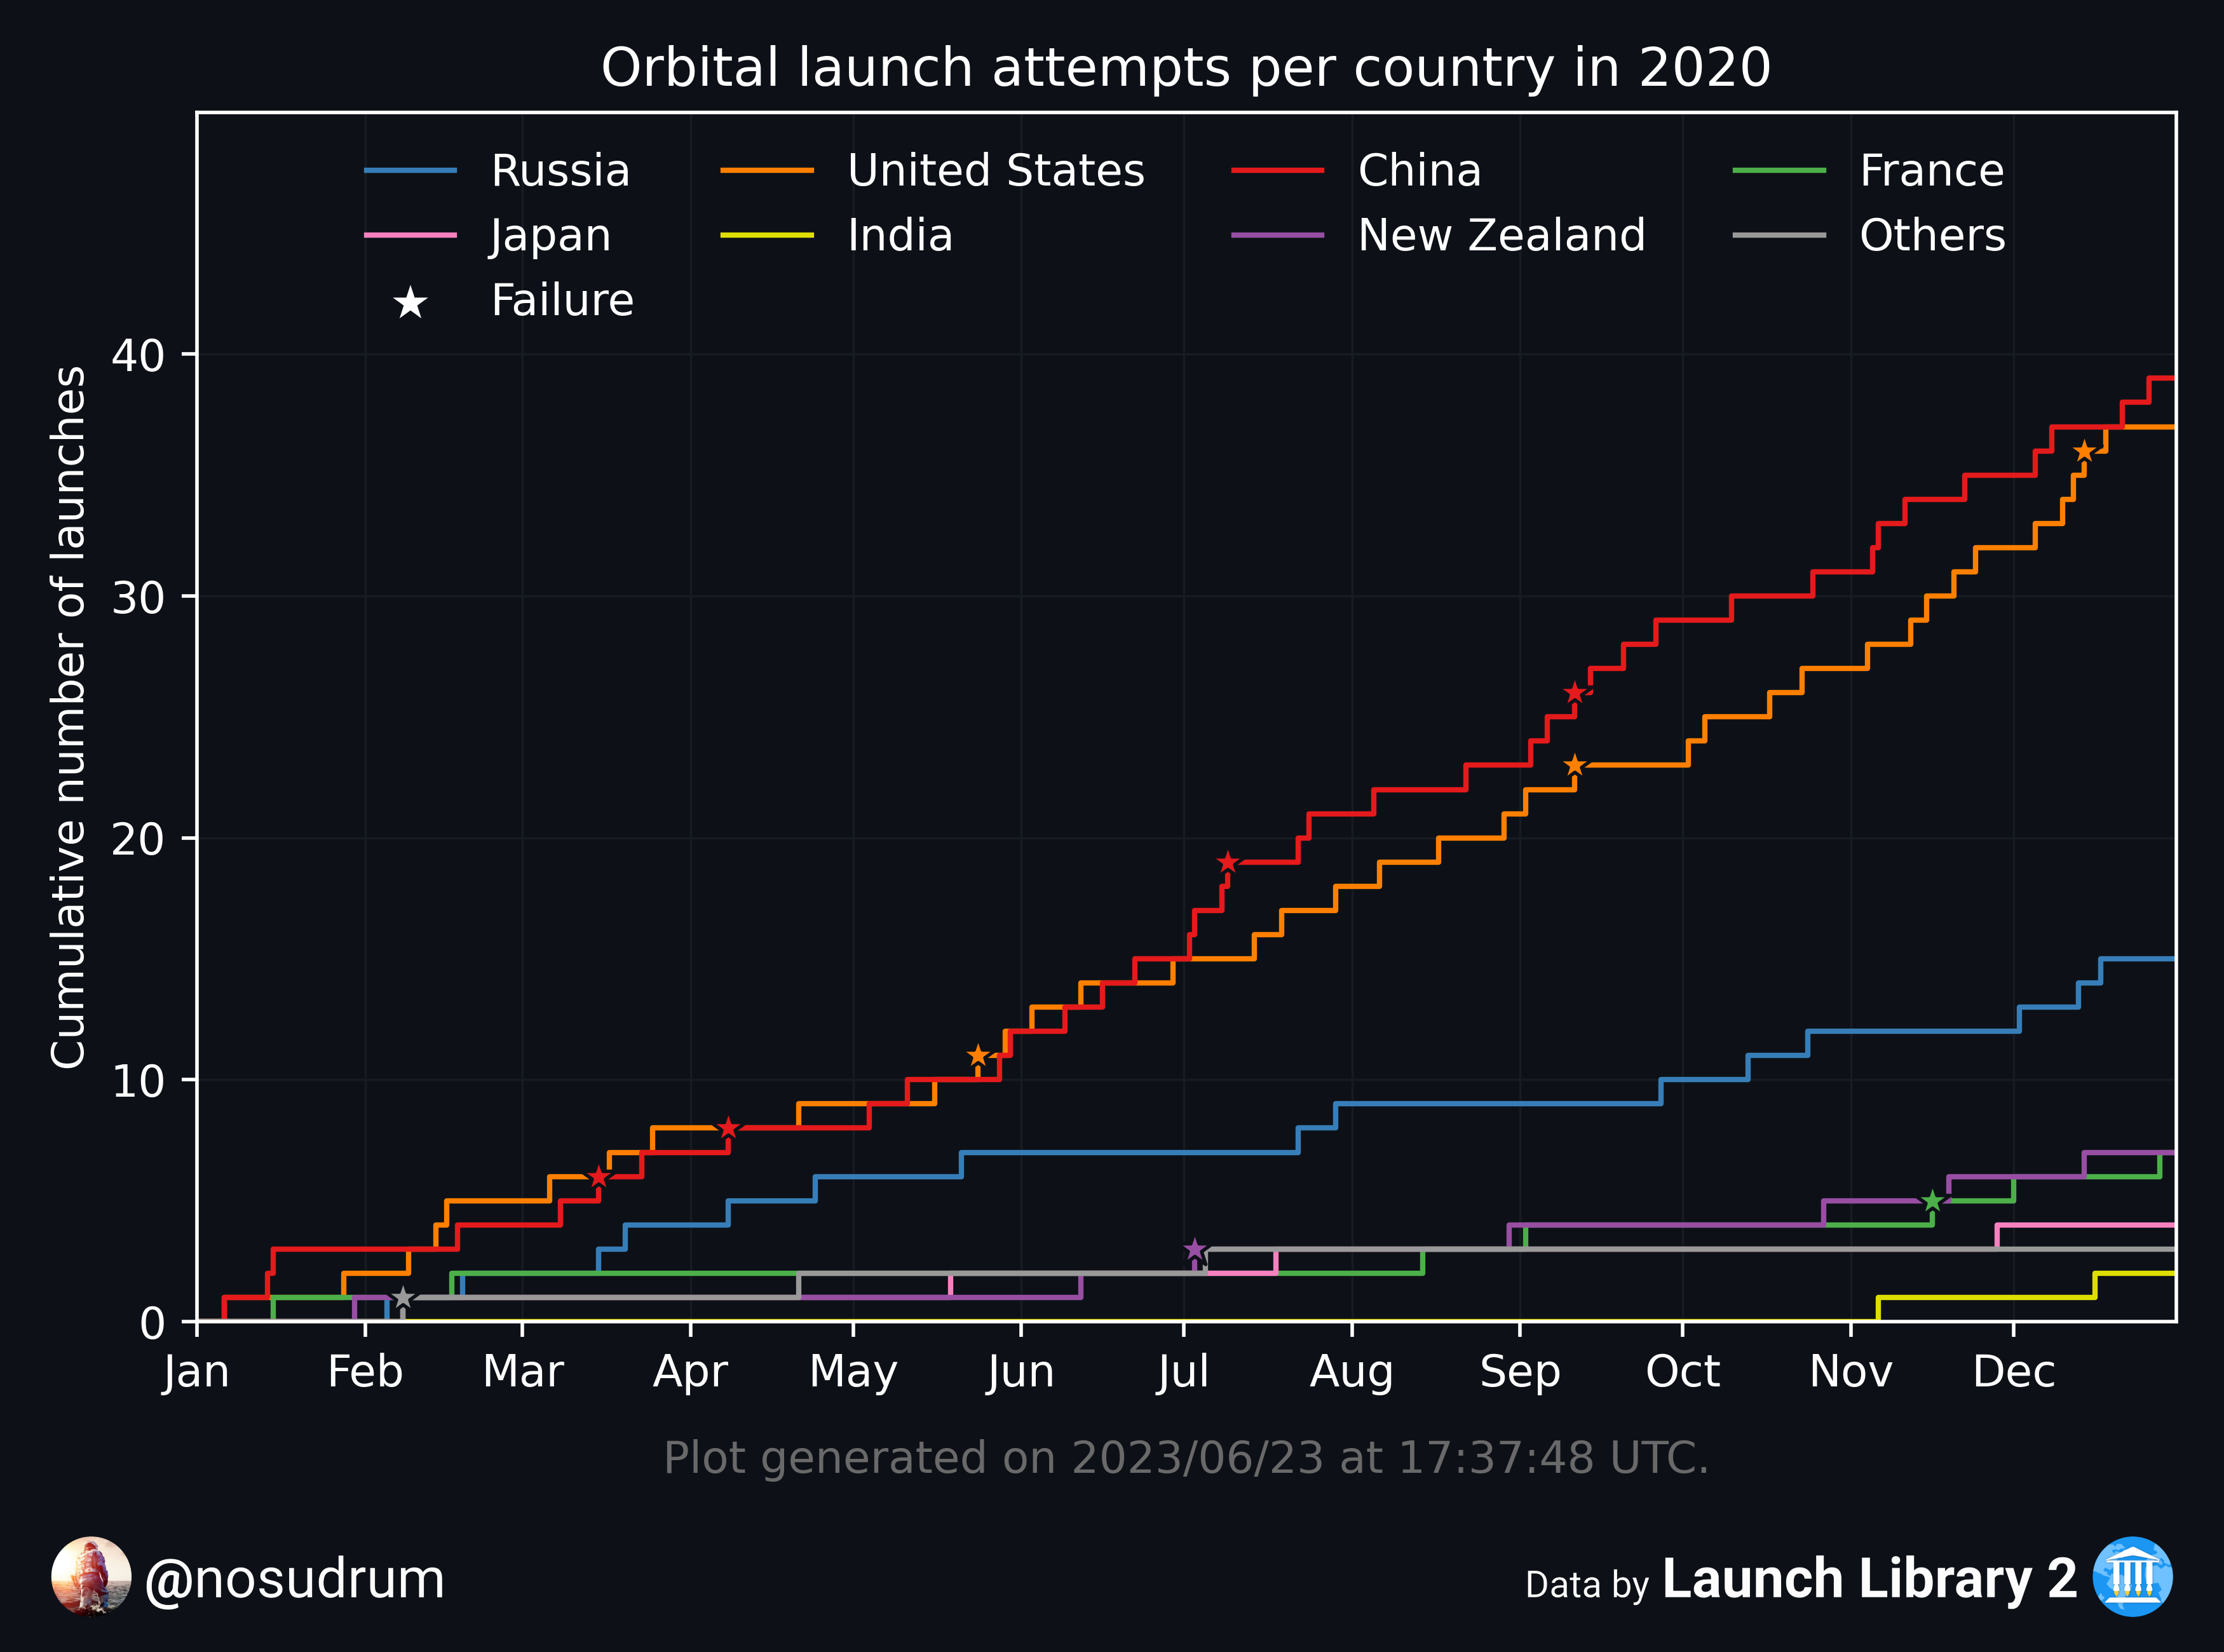 Orbital launch attempts per country in 2020
Russia United States China France
Japan India New Zealand Others
Failure
Cumulative number of launches
40
30
20
10
0
Jan Feb Mar Apr May Jun Jul Aug Sep Oct Nov Dec
Plot generated on 2023/06/23 at 17:37:48 UTC.
@nosudrum
Data by Launch Library 2